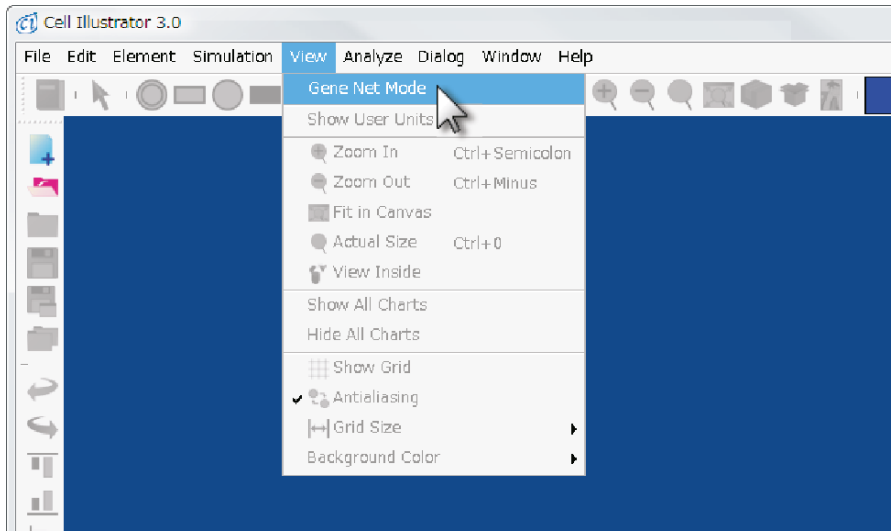 Cell Illustrator 3.0
File Edit Element Simulation View Analyze Dialog Window Help
Gene Net Mode
Show User Units
Zoom In Ctrl+Semicolon
Zoom Out Ctrl+Minus
Fit in Canvas
Actual Size Ctrl+0
View Inside
Show All Charts
Hide All Charts
Show Grid
Antialiasing
Grid Size
Background Color